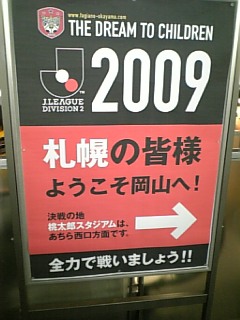 www.fagiano-okayama.com
THE DREAM TO CHILDREN
2009
J.LEAGUE
DIVISION 2
札幌の皆様
ようこそ岡山へ!
決戦の地
桃太郎スタジアムは、
あちら西口方面です。
全力で戦いましょう!!